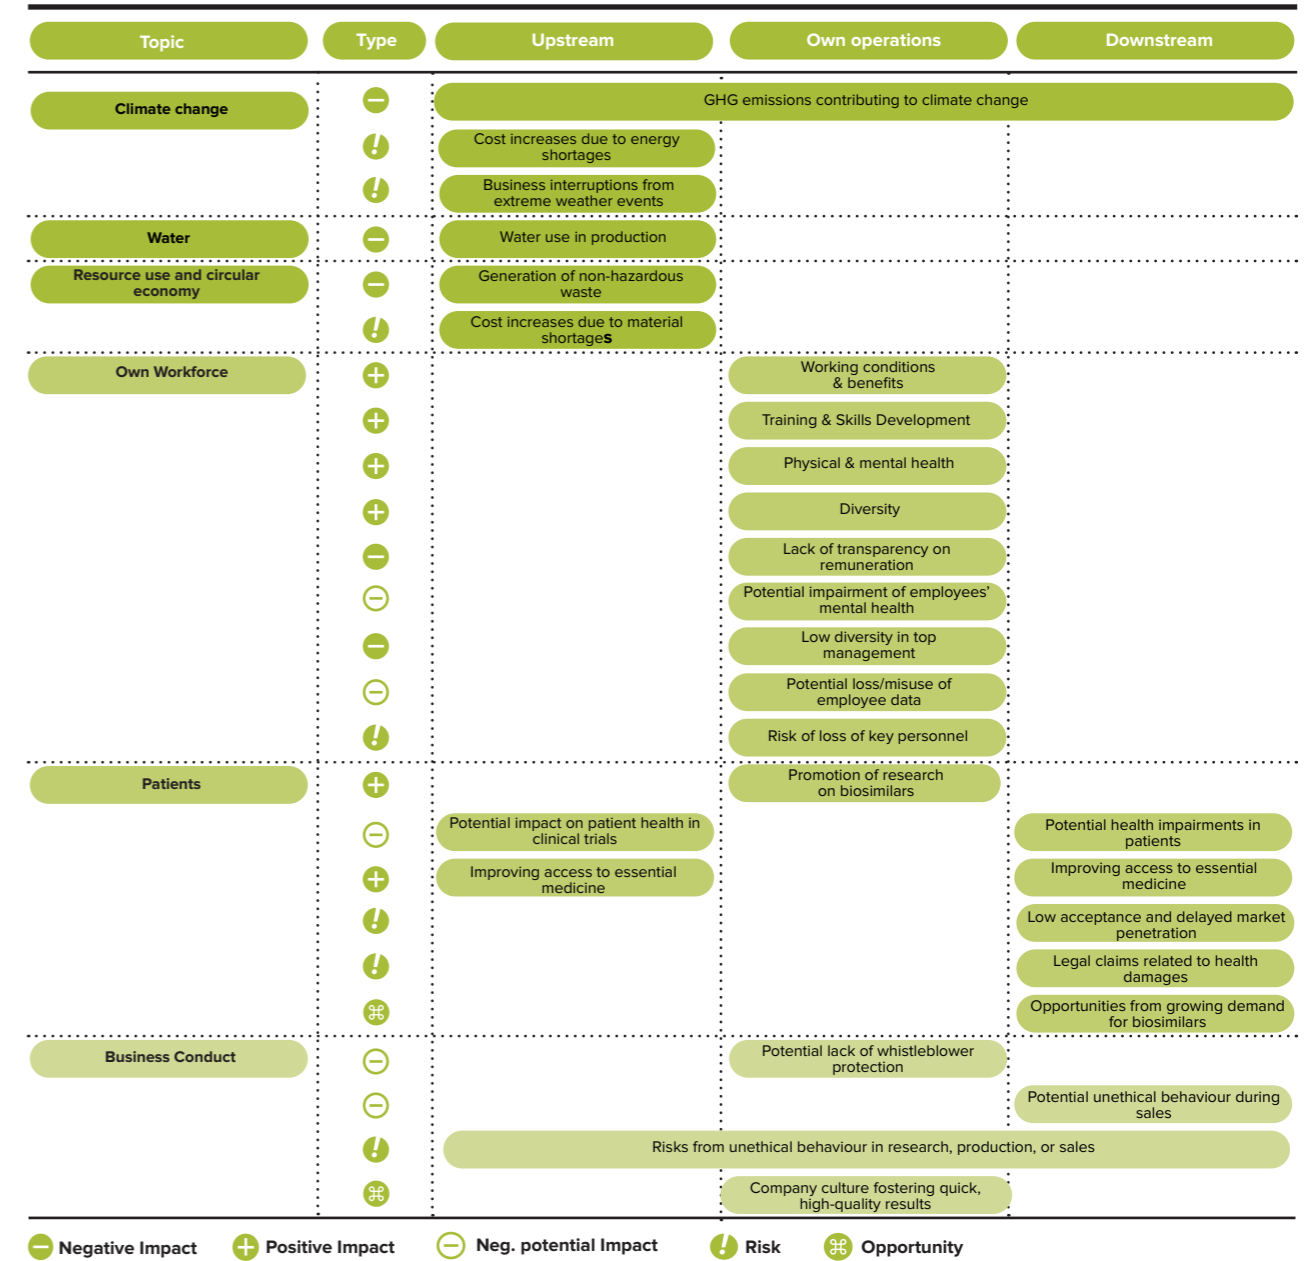 Topic
Type
Upstream
Own operations
Downstream
Climate change
GHG emissions contributing to climate change
Cost increases due to energy
shortages
Business interruptions from
extreme weather events
Water
Water use in production
Resource use and circular
economy
Generation of non-hazardous
waste
Cost increases due to material
shortages
Own Workforce
Working conditions
& benefits
Training & Skills Development
Physical & mental health
Diversity
Lack of transparency on
remuneration
Potential impairment of employees’
mental health
Low diversity in top
management
Potential loss/misuse of
employee data
Risk of loss of key personnel
Patients
Promotion of research
on biosimilars
Potential impact on patient health in
clinical trials
Potential health impairments in
patients
Improving access to essential
medicine
Improving access to essential
medicine
Low acceptance and delayed market
penetration
Legal claims related to health
damages
Opportunities from growing demand
for biosimilars
Business Conduct
Potential lack of whistleblower
protection
Potential unethical behaviour during
sales
Risks from unethical behaviour in research, production, or sales
Company culture fostering quick,
high-quality results
Negative Impact
Positive Impact
Neg. potential Impact
Risk
Opportunity